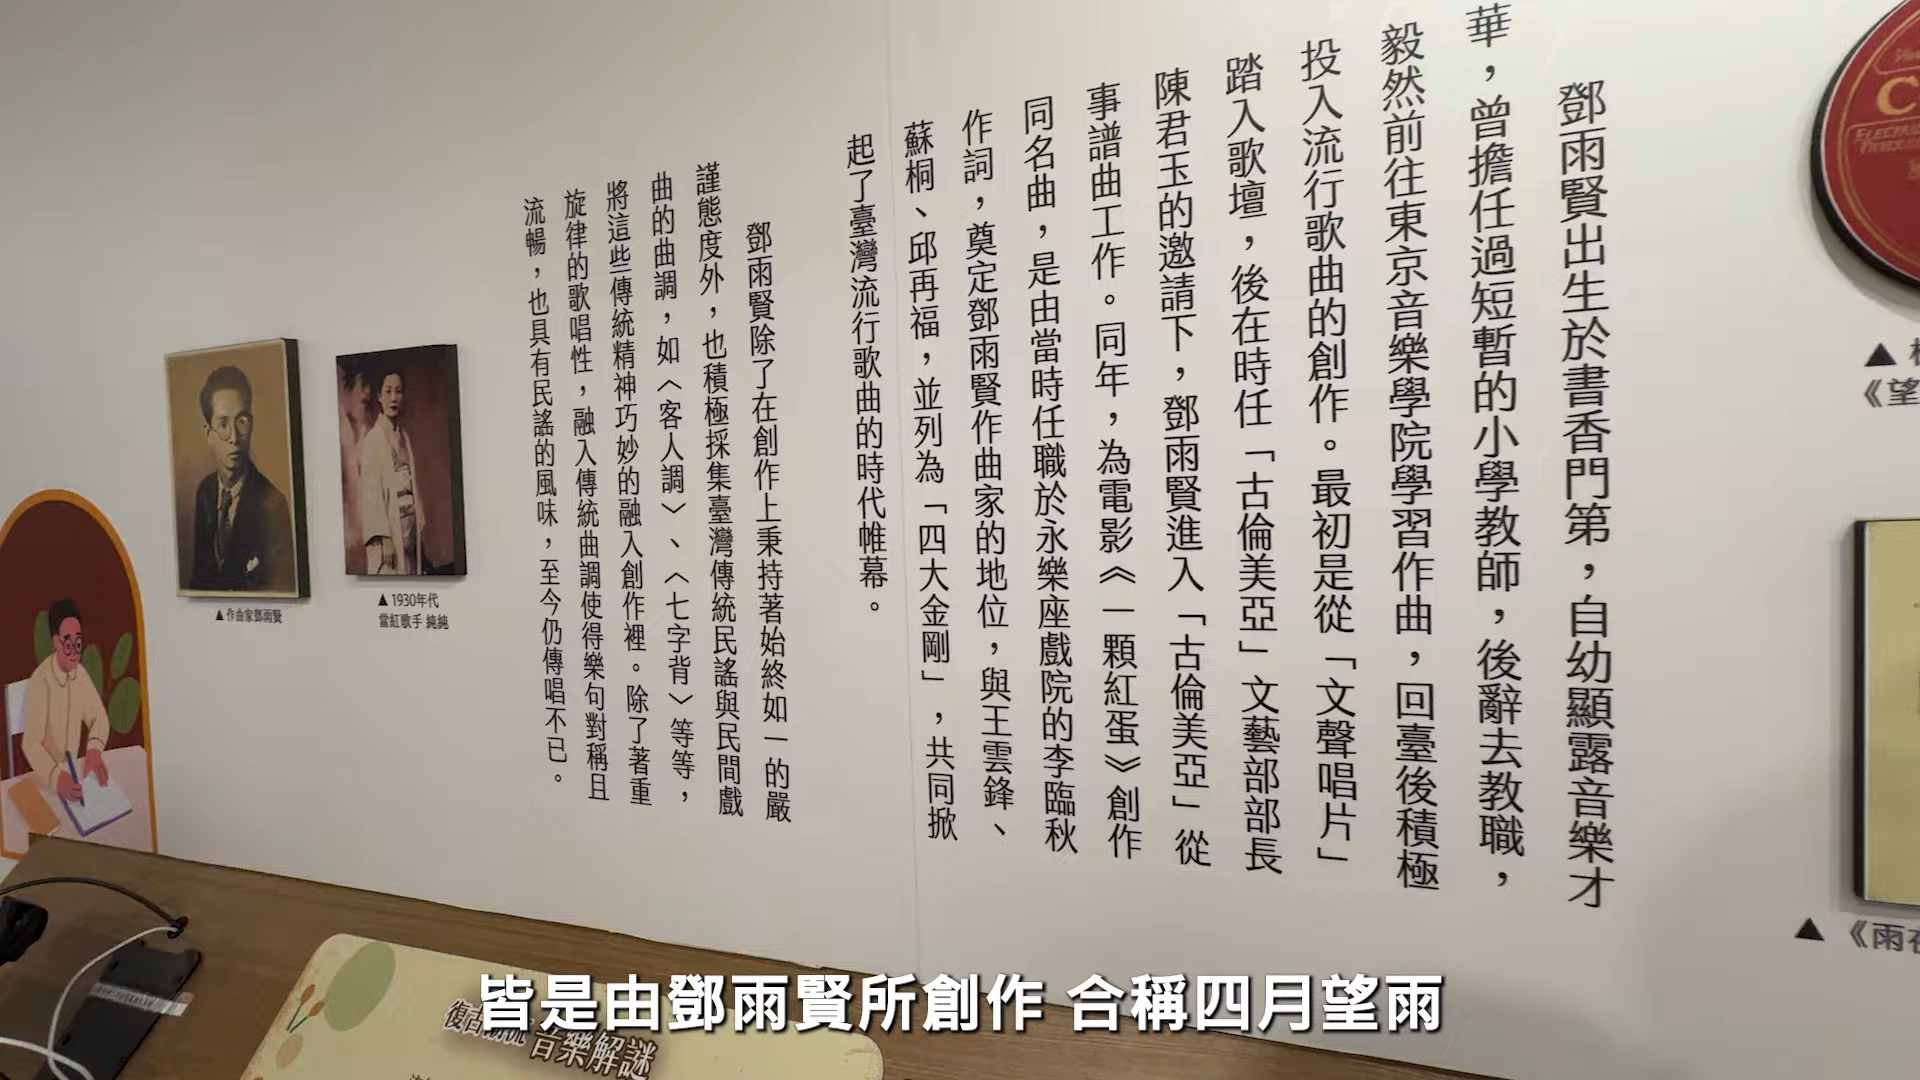 鄧雨賢出生於書香門第，自幼顯露音樂才
華，曾擔任過短暫的小學教師，後辭去教職，
毅然前往東京音樂學院學習作曲，回臺後積極
投入流行歌曲的創作。最初是從「文聲唱片」
踏入歌壇，後在時任「古倫美亞」文藝部部長
陳君玉的邀請下，鄧雨賢進入「古倫美亞」從
事譜曲工作。同年，為電影《一顆紅蛋》創作
同名曲，是由當時任職於永樂座戲院的李臨秋
作詞，奠定鄧雨賢作曲家的地位，與王雲鋒、
蘇桐、邱再福，並列為「四大金剛」，共同掀
起了臺灣流行歌曲的時代帷幕。
鄧雨賢除了在創作上秉持著始終如一的嚴
謹態度外，也積極採集臺灣傳統民謠與民間戲
曲的曲調，如〈客人調〉、〈七字背〉等等，
將這些傳統精神巧妙的融入創作裡。除了著重
旋律的歌唱性，融入傳統曲調使得樂句對稱且
流暢，也具有民謠的風味，至今仍傳唱不已。
▲1930年代
當紅歌手 純純
▲作曲家鄧雨賢
《望
▲ 《雨
音樂解謎
皆是由鄧雨賢所創作 合稱四月望雨